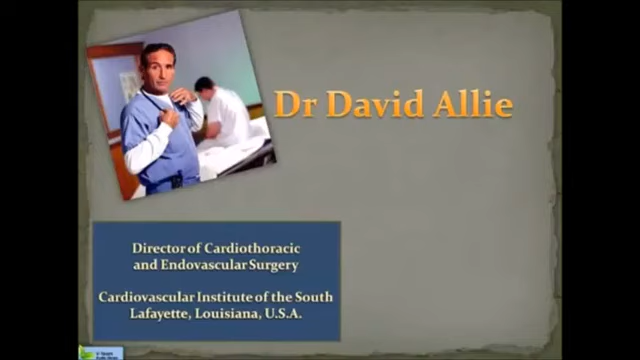 Dr David Allie
Director of Cardiothoracic
and Endovascular Surgery
Cardiovascular Institute of the South
Lafayette, Louisiana, U.S.A.